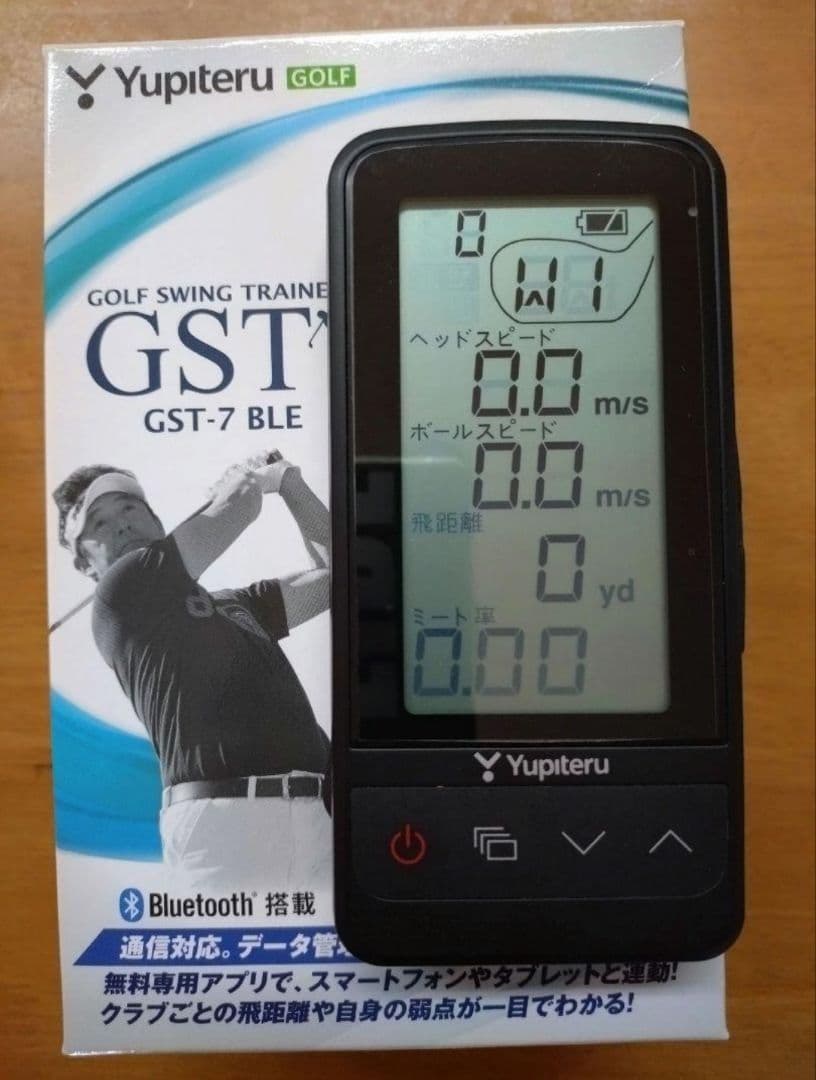 Yupiteru GOLF
GOLF SWING TRAINE
GST
GST-7 BLE
0
W1
ヘッドスピード
0.0 m/s
ボールスピード
0.0 m/s
飛距離
0 yd
ミート率
0.00
Yupiteru
Bluetooth® 搭載
通信対応。データ管
無料専用アプリで、スマートフォンやタブレットと連動!
クラブごとの飛距離や自身の弱点が一目でわかる!